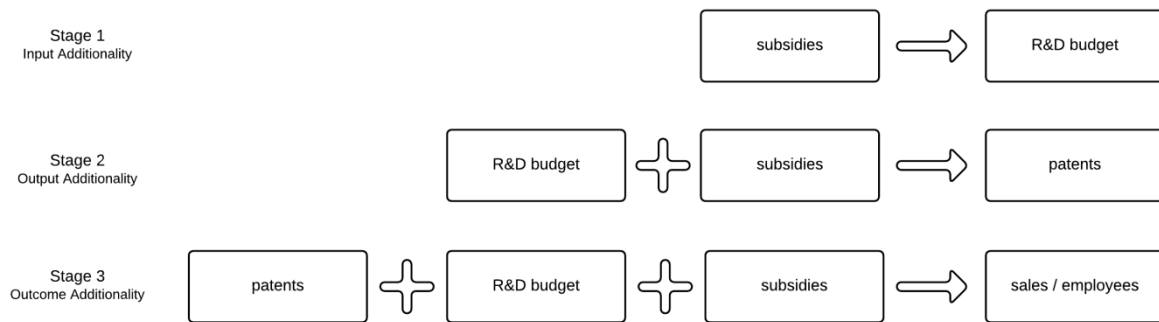 Stage 1
Input Additionality
subsidies
R&D budget
Stage 2
Output Additionality
R&D budget
subsidies
patents
Stage 3
Outcome Additionality
patents
R&D budget
subsidies
sales / employees